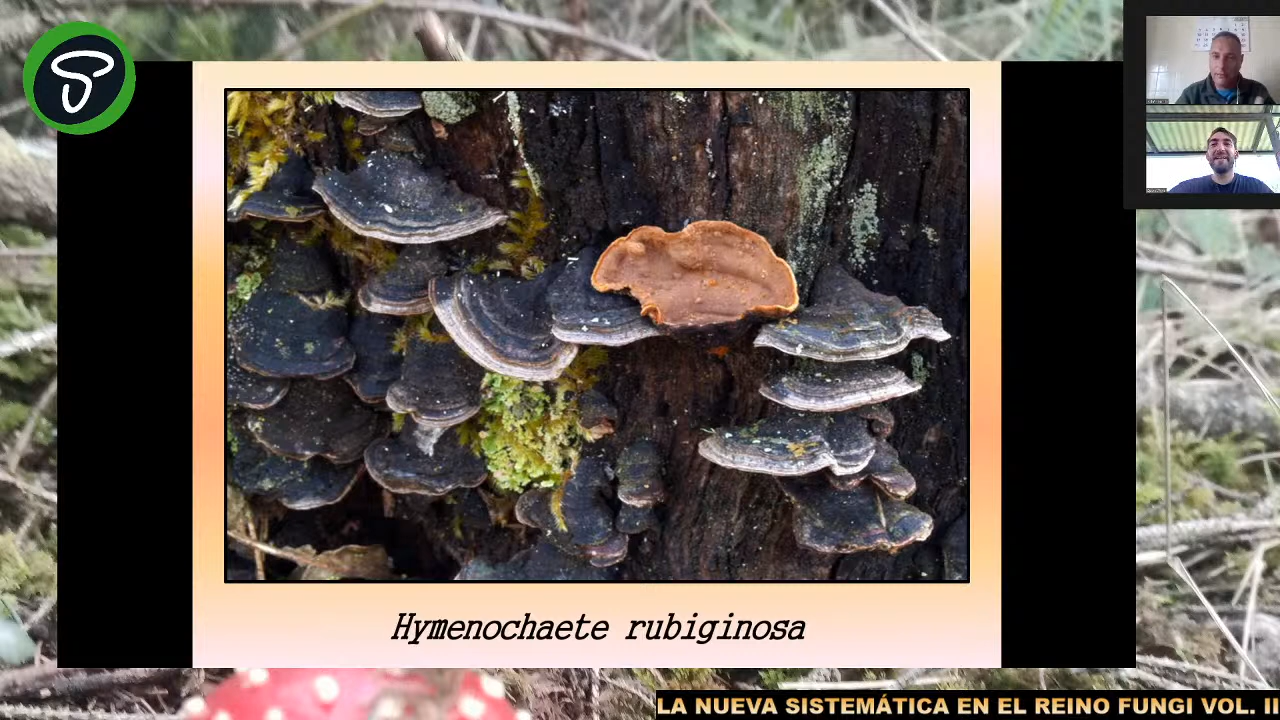 Hymenochaete rubiginosa
LA NUEVA SISTEMÁTICA EN EL REINO FUNGI VOL. II